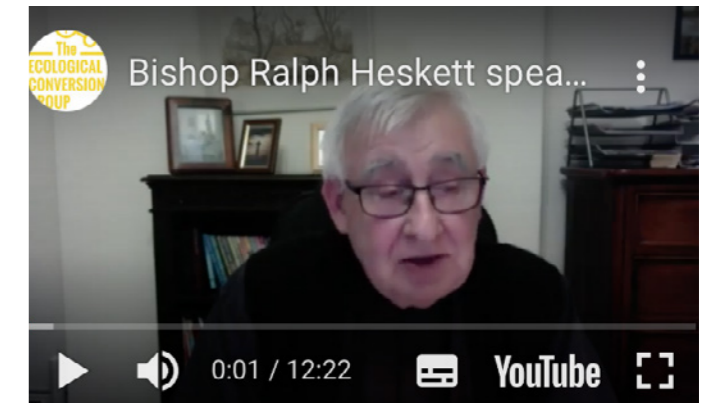 The
ECOLOGICAL
CONVERSION
GROUP
Bishop Ralph Heskett spea...
0:01 / 12:22
YouTube